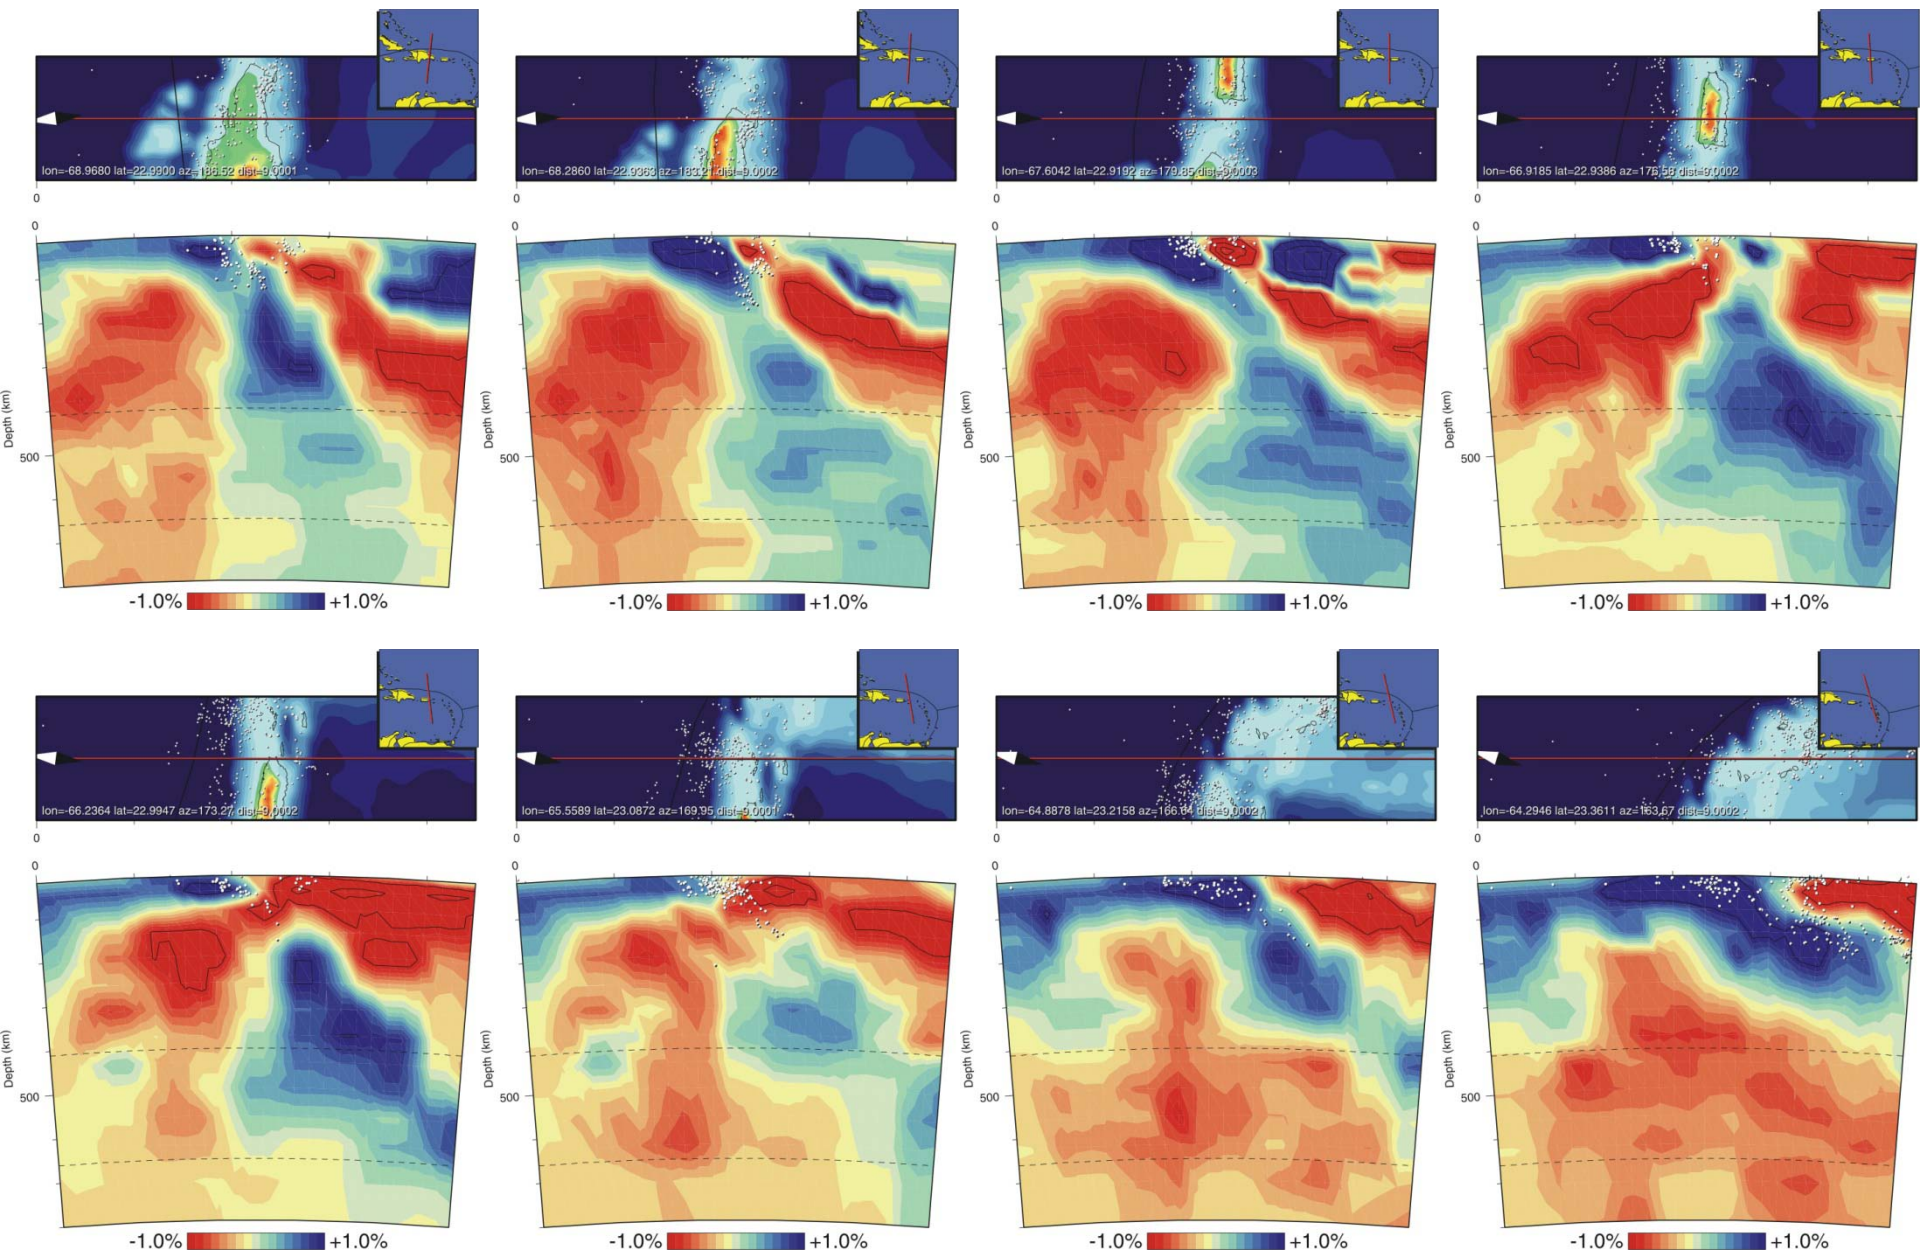 lon=-68.9680 lat=22.9900 az=186.52 dist=9.0001
0
0
Depth (km)
500
-1.0% +1.0%
lon=-68.2860 lat=22.9363 az=183.21 dist=9.0002
0
0
Depth (km)
500
-1.0% +1.0%
lon=-67.6042 lat=22.9192 az=179.85 dist=9.0003
0
0
Depth (km)
500
-1.0% +1.0%
lon=-66.9185 lat=22.9386 az=176.56 dist=9.0002
0
0
Depth (km)
500
-1.0% +1.0%
lon=-66.2364 lat=22.9947 az=173.27 dist=9.0002
0
0
Depth (km)
500
-1.0% +1.0%
lon=-65.5589 lat=23.0872 az=169.95 dist=9.0001
0
0
Depth (km)
500
-1.0% +1.0%
lon=-64.8878 lat=23.2158 az=166.64 dist=9.0002
0
0
Depth (km)
500
-1.0% +1.0%
lon=-64.2946 lat=23.3611 az=163.67 dist=9.0002
0
0
Depth (km)
500
-1.0% +1.0%